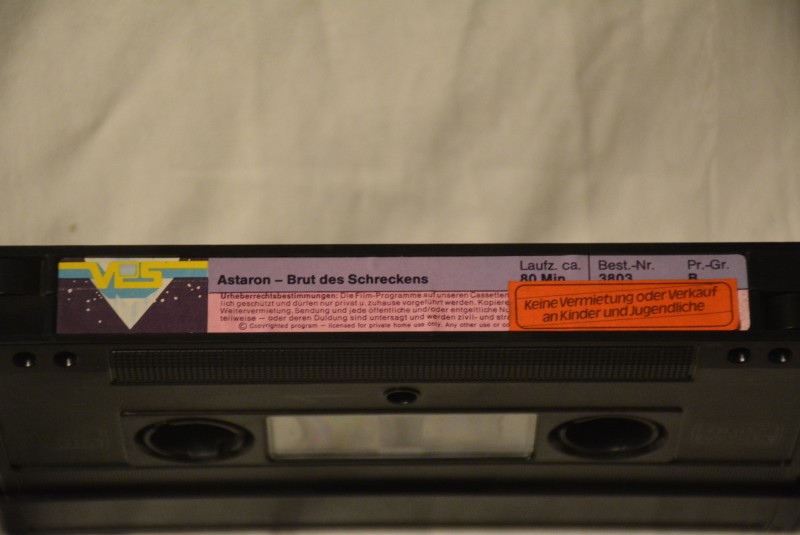 VPS
Astaron – Brut des Schreckens
Laufz. ca.
80 Min
Best.-Nr.
3803
Pr.-Gr.
B
Urheberrechtsbestimmungen: Die Film-Programme auf unseren Cassetten
lich geschützt und dürfen nur privat u. zuhause vorgeführt werden. Kopieren
Weitervermietung, Sendung und jede öffentliche und/oder entgeltliche
teilweise – oder deren Duldung sind untersagt und werden zivil- und
© Copyrighted program – licensed for private home use only. Any other use or
Keine Vermietung oder Verkauf
an Kinder und Jugendliche